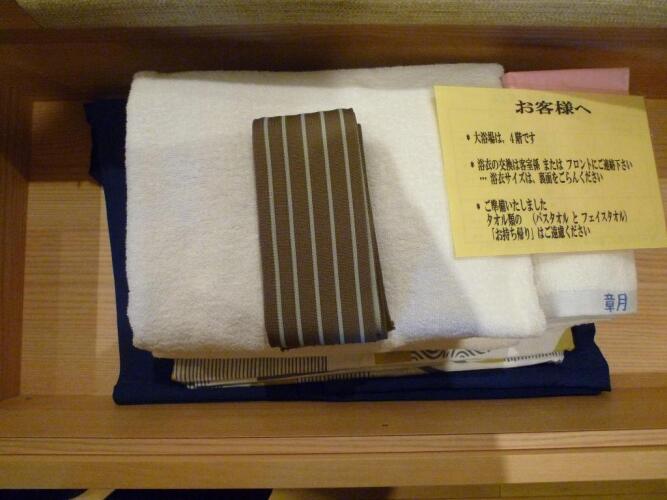 お客様へ
* 大浴場は、4階です
* 浴衣の交換は客室係 または フロントにご連絡下さい
… 浴衣サイズは、裏面をごらんください
* ご準備いたしました
タオル類の （バスタオル と フェイスタオル）
「お持ち帰り」はご遠慮ください
章月